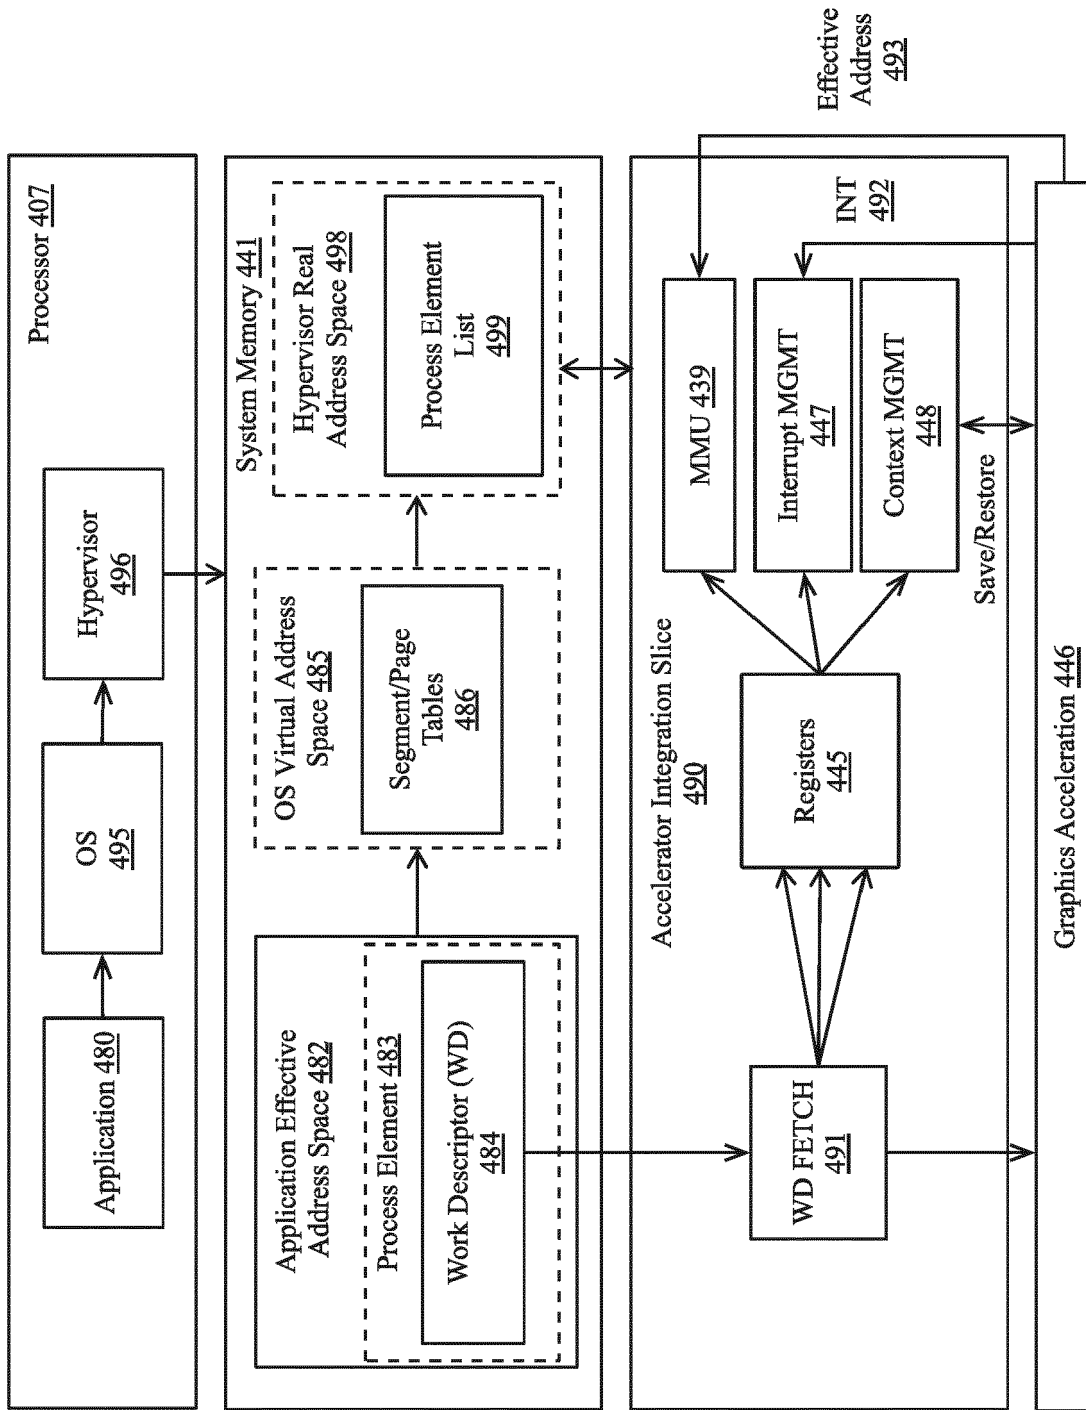 Processor 407
Application 480
OS
495
Hypervisor
496
System Memory 441
Application Effective
Address Space 482
Process Element 483
Work Descriptor (WD)
484
OS Virtual Address
Space 485
Segment/Page
Tables
486
Hypervisor Real
Address Space 498
Process Element
List
499
Accelerator Integration Slice
490
WD FETCH
491
Registers
445
MMU 439
Interrupt MGMT
447
Context MGMT
448
Save/Restore
INT
492
Effective
Address
493
Graphics Acceleration 446